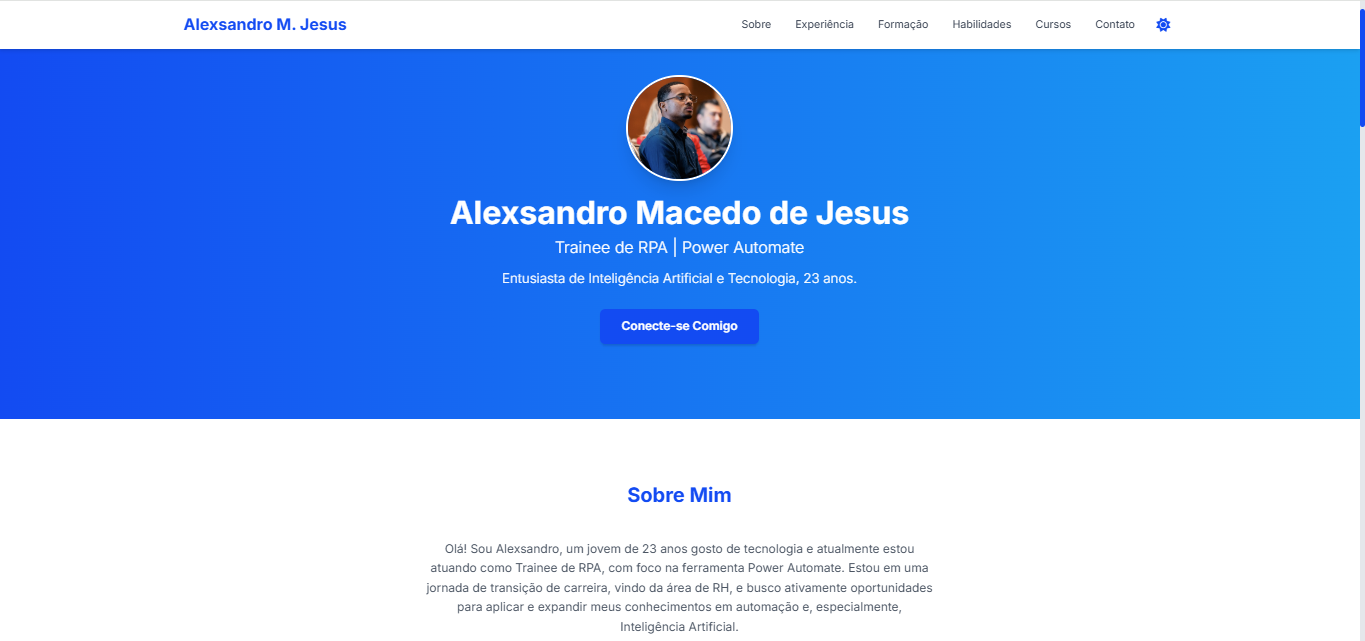 Alexsandro M. Jesus
Sobre Experiência Formação Habilidades Cursos Contato
Alexsandro Macedo de Jesus
Trainee de RPA | Power Automate
Entusiasta de Inteligência Artificial e Tecnologia, 23 anos.
Conecte-se Comigo
Sobre Mim
Olá! Sou Alexsandro, um jovem de 23 anos gosto de tecnologia e atualmente estou
atuando como Trainee de RPA, com foco na ferramenta Power Automate. Estou em uma
jornada de transição de carreira, vindo da área de RH, e busco ativamente oportunidades
para aplicar e expandir meus conhecimentos em automação e, especialmente,
Inteligência Artificial.